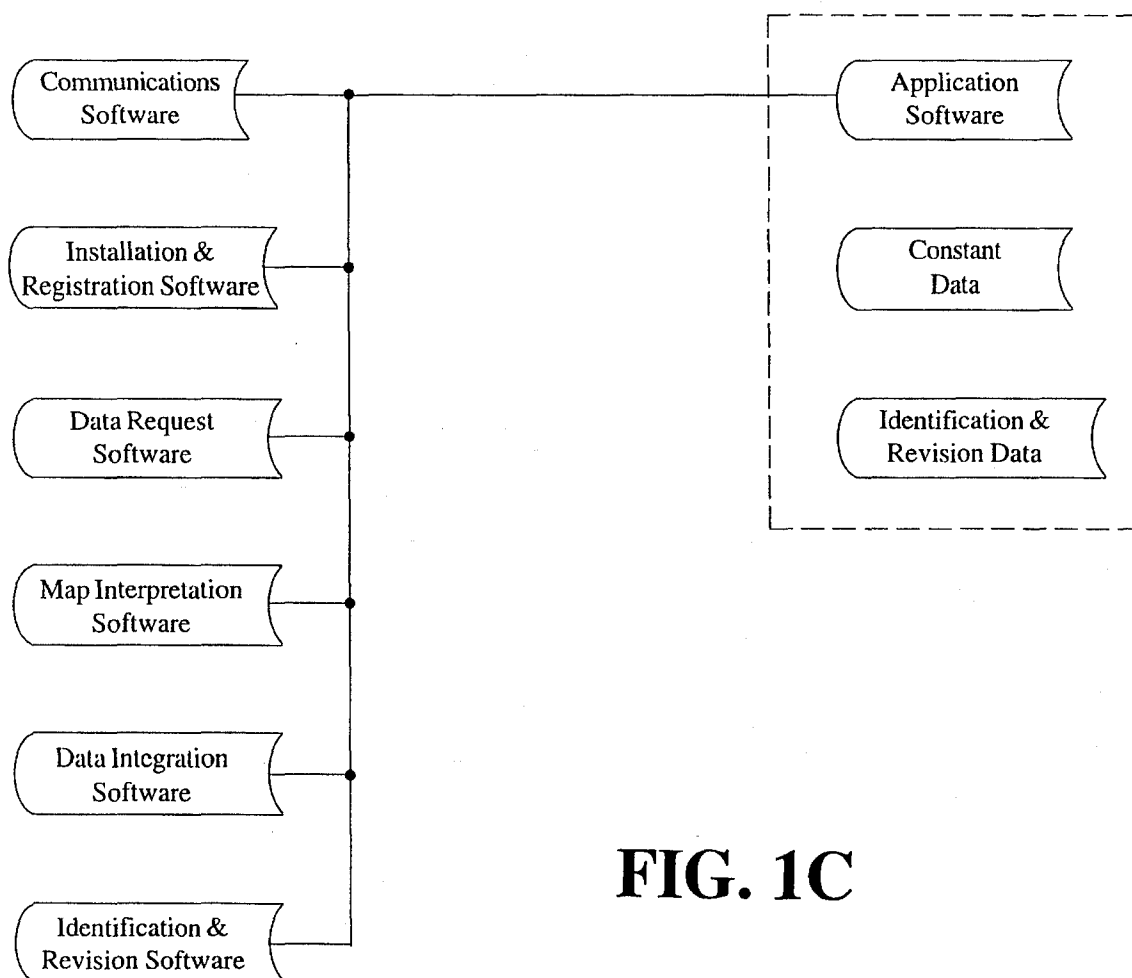 Communications
Software
Application
Software
Installation &
Registration Software
Constant
Data
Data Request
Software
Identification &
Revision Data
Map Interpretation
Software
Data Integration
Software
Identification &
Revision Software
FIG. 1C